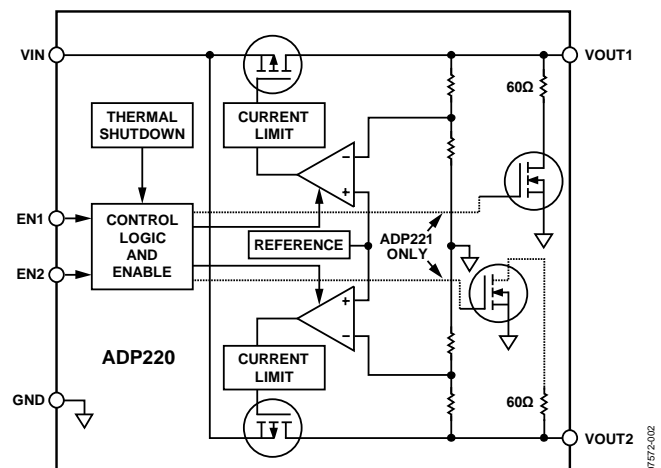 VIN
VOUT1
60Ω
THERMAL
SHUTDOWN
CURRENT
LIMIT
–
+
EN1
CONTROL
LOGIC
AND
ENABLE
EN2
REFERENCE
ADP221
ONLY
+
–
ADP220
CURRENT
LIMIT
GND
60Ω
VOUT2
07572-002